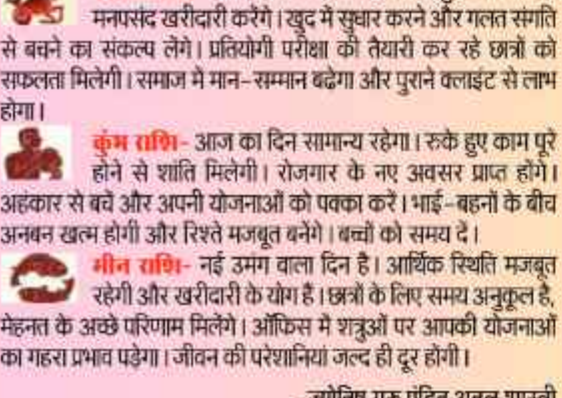 मनपसंद खरीदारी करेंगे। खुद में सुधार करने और गलत संगति
से बचने का संकल्प लेंगे। प्रतियोगी परीक्षा की तैयारी कर रहे छात्रों को
सफलता मिलेगी। समाज में मान-सम्मान बढेगा और पुराने क्लाइंट से लाभ
होगा।
कुंभ राशि- आज का दिन सामान्य रहेगा। रुके हुए काम पूरे
होने से शांति मिलेगी। रोजगार के नए अवसर प्राप्त होंगे।
अहंकार से बचें और अपनी योजनाओं को पक्का करें। भाई-बहनों के बीच
अनबन खत्म होगी और रिश्ते मजबूत बनेंगे। बच्चों को समय दें।
मीन राशि- नई उमंग वाला दिन है। आर्थिक स्थिति मजबूत
रहेगी और खरीदारी के योग हैं। छात्रों के लिए समय अनुकूल है,
मेहनत के अच्छे परिणाम मिलेंगे। ऑफिस में शत्रुओं पर आपकी योजनाओं
का गहरा प्रभाव पड़ेगा। जीवन की परेशानियां जल्द ही दूर होंगी।
ज्योतिष गुरु पंडित अतुल शास्त्री